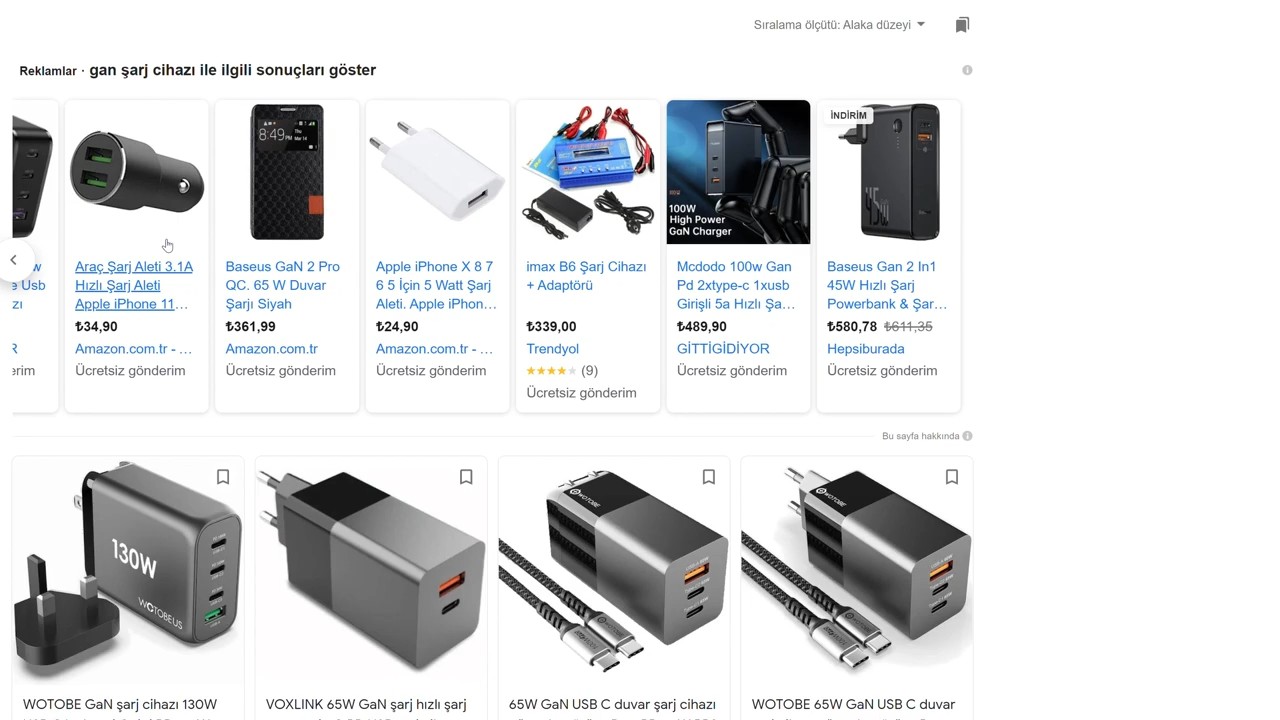 Sıralama ölçütü: Alaka düzeyi
Reklamlar · gan şarj cihazı ile ilgili sonuçları göster
Araç Şarj Aleti 3.1A
Hızlı Şarj Aleti
Apple iPhone 11...
₺34,90
Amazon.com.tr - ...
Ücretsiz gönderim
8:49
Baseus GaN 2 Pro
QC. 65 W Duvar
Şarjı Siyah
₺361,99
Amazon.com.tr
Ücretsiz gönderim
Apple iPhone X 8 7
6 5 İçin 5 Watt Şarj
Aleti. Apple iPhon...
₺24,90
Amazon.com.tr - ...
Ücretsiz gönderim
imax B6 Şarj Cihazı
+ Adaptörü
₺339,00
Trendyol
(9)
Ücretsiz gönderim
100W
High Power
GaN Charger
Mcdodo 100w Gan
Pd 2xtype-c 1xusb
Girişli 5a Hızlı Şa...
₺489,90
GİTTİGİDİYOR
Ücretsiz gönderim
İNDİRİM
45W
Baseus Gan 2 In1
45W Hızlı Şarj
Powerbank & Şar...
₺580,78 ₺611,35
Hepsiburada
Ücretsiz gönderim
Bu sayfa hakkında
130W
WOTOBEUS
WOTOBE GaN şarj cihazı 130W
VOXLINK 65W GaN şarj hızlı şarj
WOTOBE
65W GaN USB C duvar şarj cihazı
WOTOBE
WOTOBE 65W GaN USB C duvar